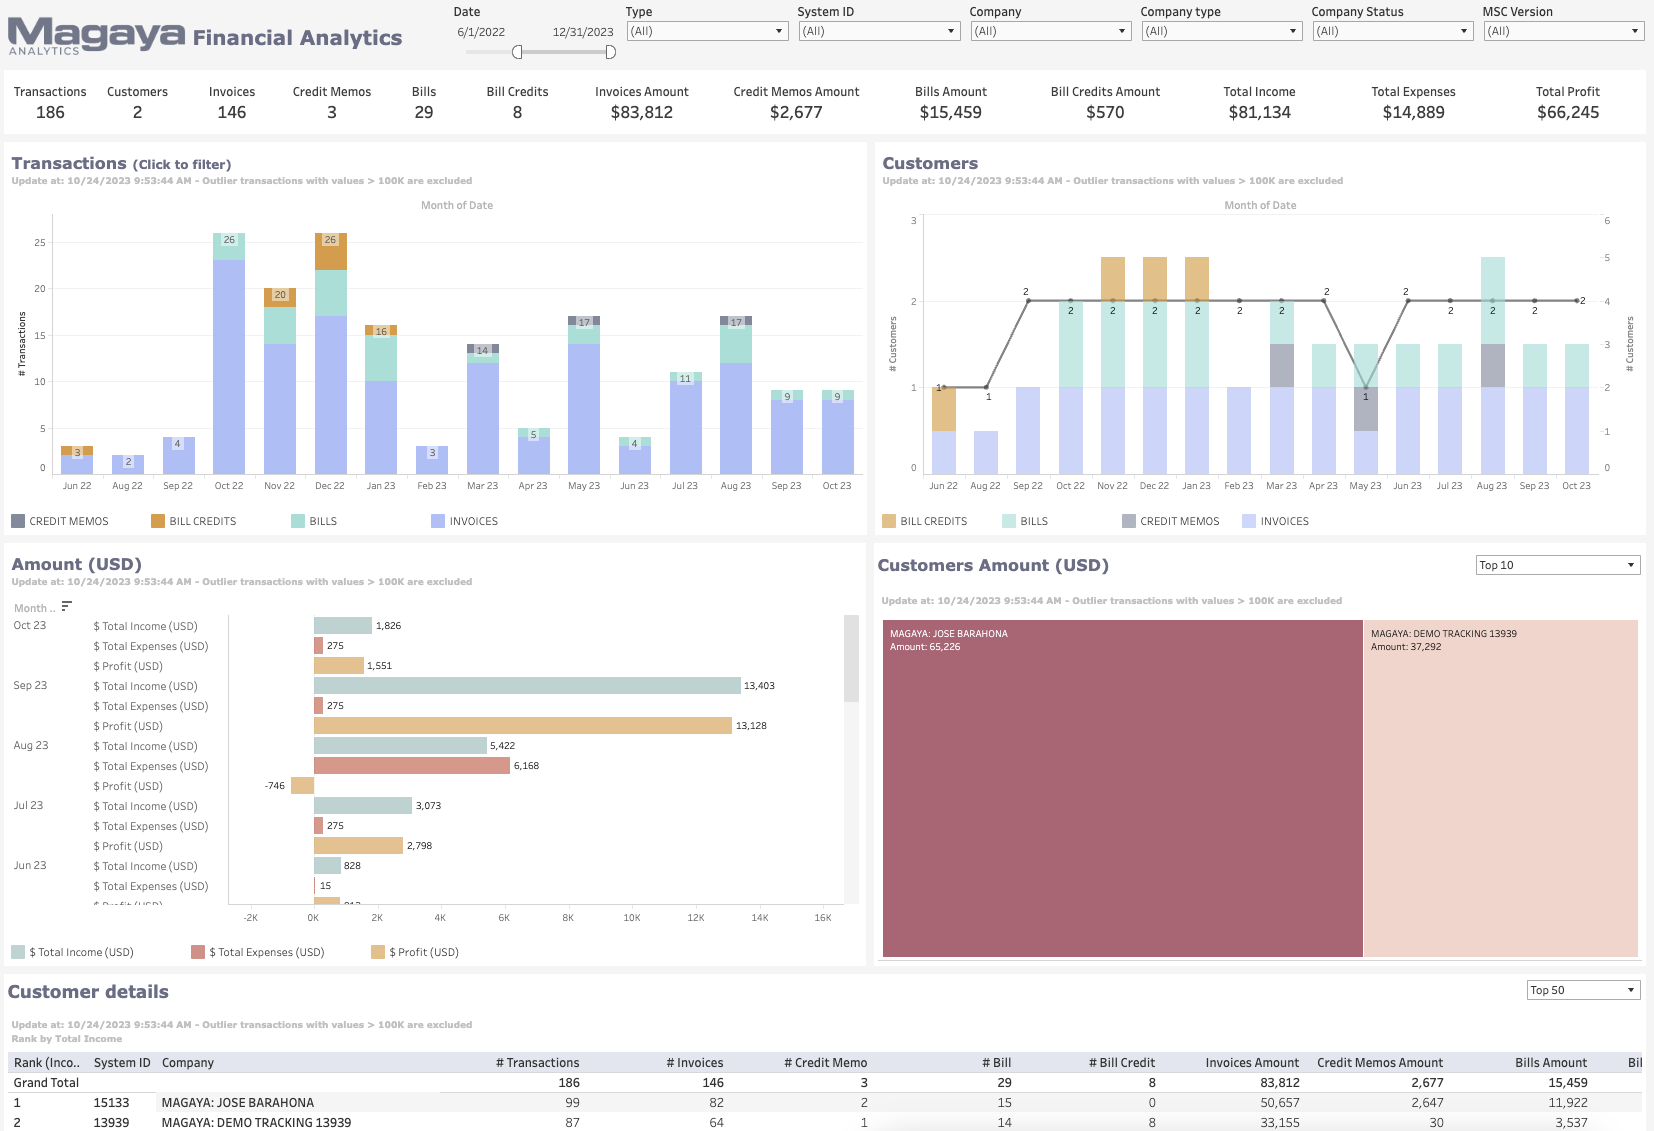 Magaya
ANALYTICS
Financial Analytics
Date
6/1/2022 12/31/2023
Type
(All)
System ID
(All)
Company
(All)
Company type
(All)
Company Status
(All)
MSC Version
(All)
Transactions Customers Invoices Credit Memos Bills Bill Credits Invoices Amount Credit Memos Amount Bills Amount Bill Credits Amount Total Income Total Expenses Total Profit
186 2 146 3 29 8 $83,812 $2,677 $15,459 $570 $81,134 $14,889 $66,245
Transactions (Click to filter)
Update at: 10/24/2023 9:53:44 AM - Outlier transactions with values > 100K are excluded
Month of Date
# Transactions
25
20
15
10
5
0
3 2 4 26 20 26 16 3 14 5 17 4 11 17 9 9
Jun 22 Aug 22 Sep 22 Oct 22 Nov 22 Dec 22 Jan 23 Feb 23 Mar 23 Apr 23 May 23 Jun 23 Jul 23 Aug 23 Sep 23 Oct 23
CREDIT MEMOS BILL CREDITS BILLS INVOICES
Customers
Update at: 10/24/2023 9:53:44 AM - Outlier transactions with values > 100K are excluded
Month of Date
# Customers
3
2
1
0
1 1 2 2 2 2 2 2 2 2 1 2 2 2 2 2
6
5
4
3
2
1
0
# Customers
Jun 22 Aug 22 Sep 22 Oct 22 Nov 22 Dec 22 Jan 23 Feb 23 Mar 23 Apr 23 May 23 Jun 23 Jul 23 Aug 23 Sep 23 Oct 23
BILL CREDITS BILLS CREDIT MEMOS INVOICES
Amount (USD)
Update at: 10/24/2023 9:53:44 AM - Outlier transactions with values > 100K are excluded
Month ..
Oct 23 $ Total Income (USD) 1,826
$ Total Expenses (USD) 275
$ Profit (USD) 1,551
Sep 23 $ Total Income (USD) 13,403
$ Total Expenses (USD) 275
$ Profit (USD) 13,128
Aug 23 $ Total Income (USD) 5,422
$ Total Expenses (USD) 6,168
$ Profit (USD) -746
Jul 23 $ Total Income (USD) 3,073
$ Total Expenses (USD) 275
$ Profit (USD) 2,798
Jun 23 $ Total Income (USD) 828
$ Total Expenses (USD) 15
$ Profit (USD)
-2K 0K 2K 4K 6K 8K 10K 12K 14K 16K
$ Total Income (USD) $ Total Expenses (USD) $ Profit (USD)
Customers Amount (USD)
Top 10
Update at: 10/24/2023 9:53:44 AM - Outlier transactions with values > 100K are excluded
MAGAYA: JOSE BARAHONA
Amount: 65,226
MAGAYA: DEMO TRACKING 13939
Amount: 37,292
Customer details
Top 50
Update at: 10/24/2023 9:53:44 AM - Outlier transactions with values > 100K are excluded
Rank by Total Income
Rank (Inco.. System ID Company # Transactions # Invoices # Credit Memo # Bill # Bill Credit Invoices Amount Credit Memos Amount Bills Amount Bil
Grand Total 186 146 3 29 8 83,812 2,677 15,459
1 15133 MAGAYA: JOSE BARAHONA 99 82 2 15 0 50,657 2,647 11,922
2 13939 MAGAYA: DEMO TRACKING 13939 87 64 1 14 8 33,155 30 3,537